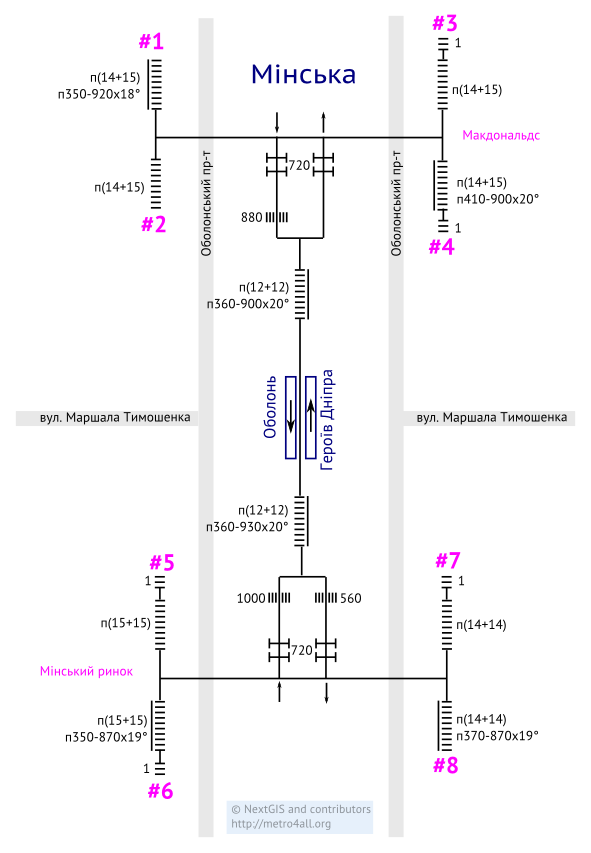 #3
1
#1
Мінська
п(14+15)
п350-920x18°
п(14+15)
Макдональдс
Оболонський пр-т
720
Оболонський пр-т
п(14+15)
п(14+15)
п410-900x20°
#2
880
1
#4
п(12+12)
п360-900x20°
Оболонь
Героїв Дніпра
вул. Маршала Тимошенка
вул. Маршала Тимошенка
п(12+12)
п360-930x20°
#5
#7
1
1
1000
560
п(15+15)
п(14+14)
720
Мінський ринок
п(15+15)
п350-870x19°
п(14+14)
п370-870x19°
1
#6
#8
© NextGIS and contributors
http://metro4all.org